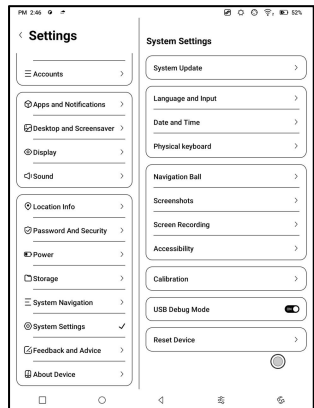 PM 2:46
52%
Settings
System Settings
Accounts
Apps and Notifications
Desktop and Screensaver
Display
Sound
Location Info
Password And Security
Power
Storage
System Navigation
System Settings
Feedback and Advice
About Device
System Update
Language and Input
Date and Time
Physical keyboard
Navigation Ball
Screenshots
Screen Recording
Accessibility
Calibration
USB Debug Mode
Reset Device